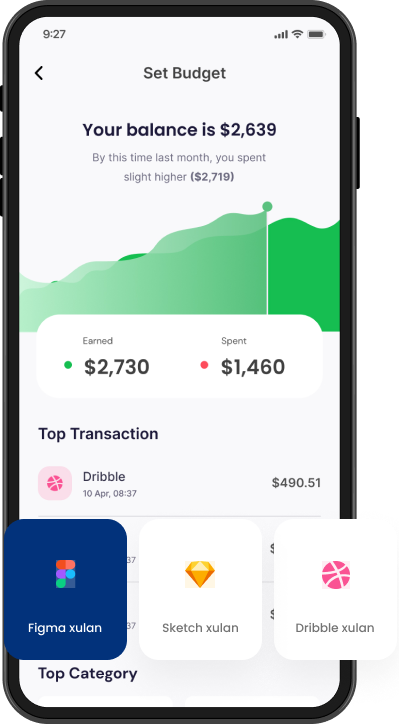 9:27
Set Budget
Your balance is $2,639
By this time last month, you spent
slight higher ($2,719)
Earned
Spent
$2,730
$1,460
Top Transaction
Dribble
10 Apr, 08:37
$490.51
37
$
37
$
Figma xulan
Sketch xulan
Dribble xulan
Top Category